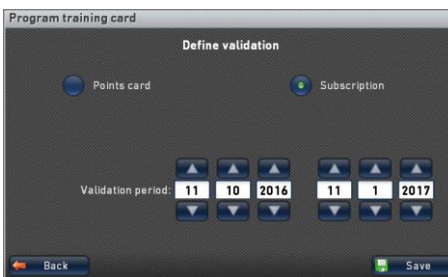 Program training card
Define validation
Points card Subscription
Validation period: 11 10 2016 11 1 2017
Back Save